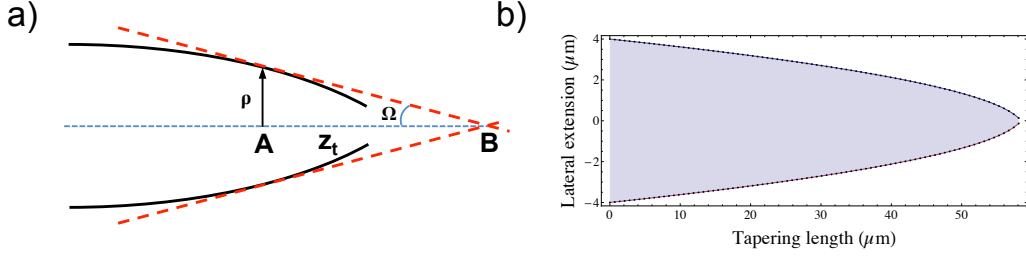 a)
ρ
Ω
A
z_t
B
b)
Lateral extension (μm)
4
2
0
−2
−4
0
10
20
30
40
50
Tapering length (μm)